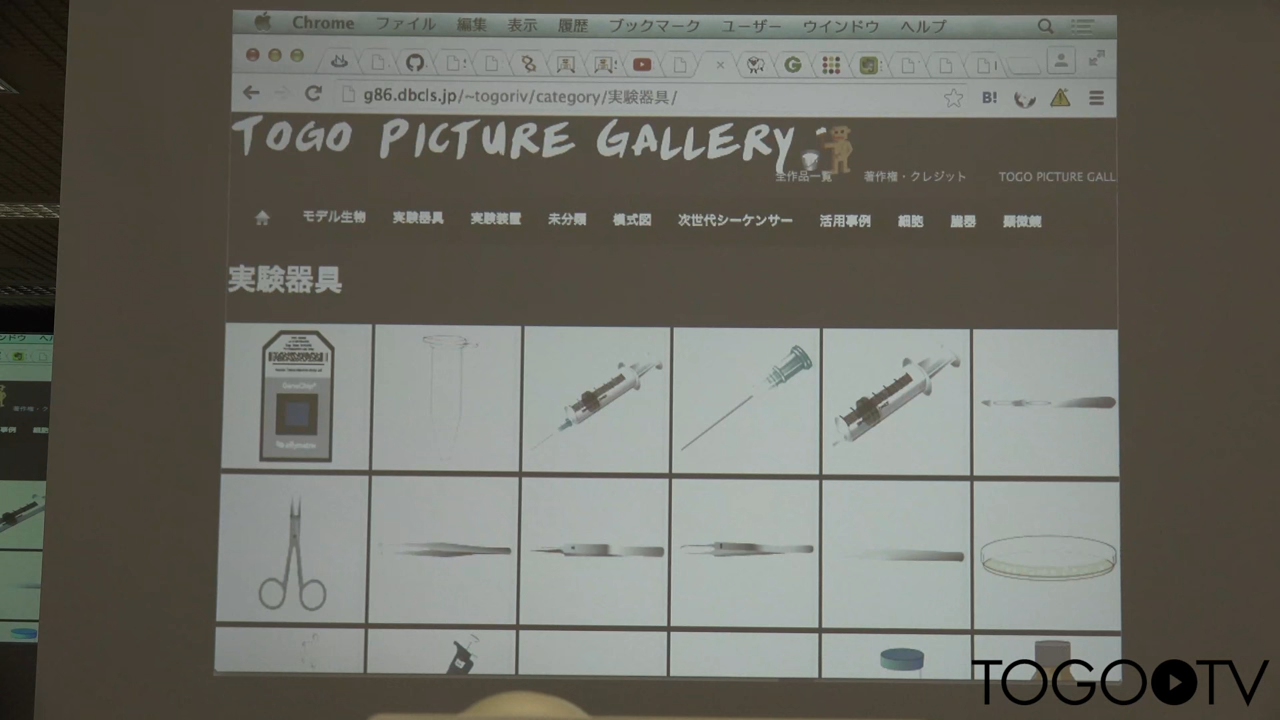 Chrome ファイル 編集 表示 履歴 ブックマーク ユーザー ウインドウ ヘルプ
g86.dbcls.jp/~togoriv/category/実験器具/
B!
TOGO PICTURE GALLERY
全作品一覧 著作権・クレジット TOGO PICTURE GALL
モデル生物 実験器具 実験装置 未分類 模式図 次世代シーケンサー 活用事例 細胞 臓器 顕微鏡
実験器具
GeneChip
TOGOTV